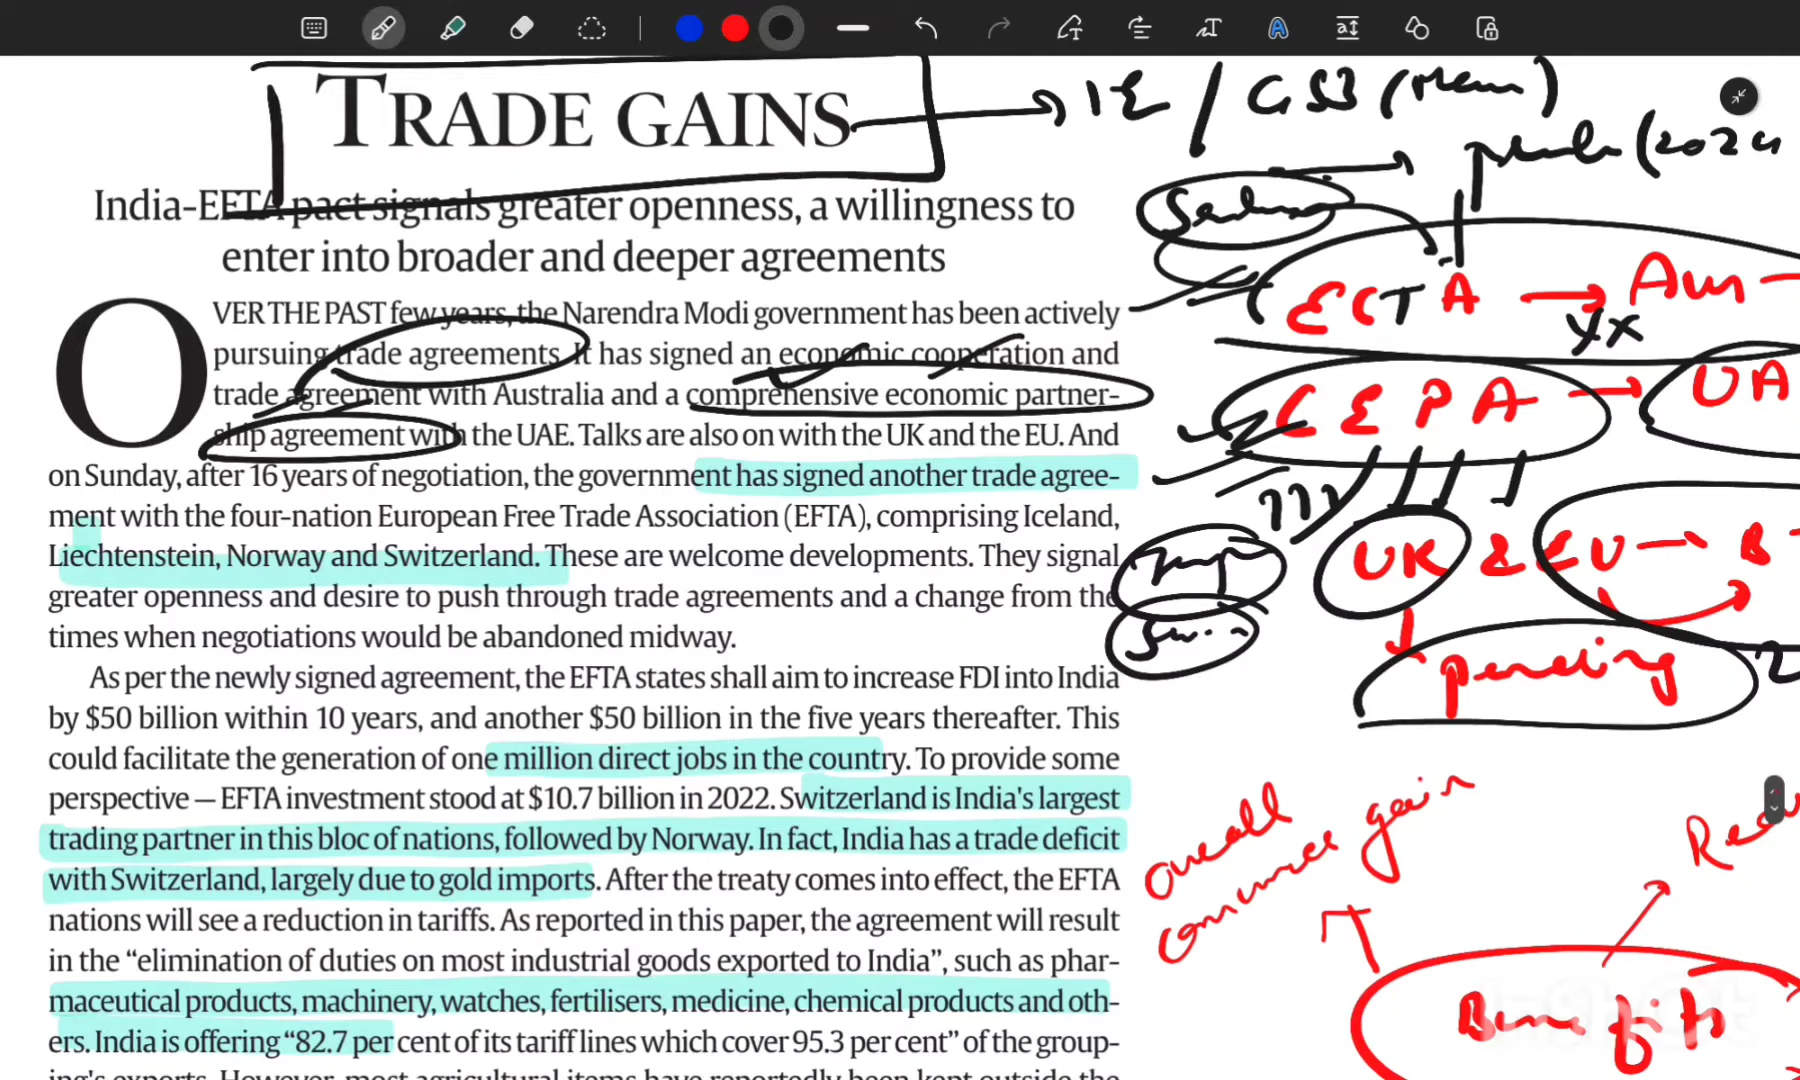 TRADE GAINS
India-EFTA pact signals greater openness, a willingness to
enter into broader and deeper agreements
OVER THE PAST few years, the Narendra Modi government has been actively
pursuing trade agreements. It has signed an economic cooperation and
trade agreement with Australia and a comprehensive economic partner-
ship agreement with the UAE. Talks are also on with the UK and the EU. And
on Sunday, after 16 years of negotiation, the government has signed another trade agree-
ment with the four-nation European Free Trade Association (EFTA), comprising Iceland,
Liechtenstein, Norway and Switzerland. These are welcome developments. They signal
greater openness and desire to push through trade agreements and a change from the
times when negotiations would be abandoned midway.
As per the newly signed agreement, the EFTA states shall aim to increase FDI into India
by $50 billion within 10 years, and another $50 billion in the five years thereafter. This
could facilitate the generation of one million direct jobs in the country. To provide some
perspective — EFTA investment stood at $10.7 billion in 2022. Switzerland is India's largest
trading partner in this bloc of nations, followed by Norway. In fact, India has a trade deficit
with Switzerland, largely due to gold imports. After the treaty comes into effect, the EFTA
nations will see a reduction in tariffs. As reported in this paper, the agreement will result
in the “elimination of duties on most industrial goods exported to India”, such as phar-
maceutical products, machinery, watches, fertilisers, medicine, chemical products and oth-
ers. India is offering “82.7 per cent of its tariff lines which cover 95.3 per cent” of the group-
ing's exports. However, most agricultural items have reportedly been kept outside the
IE / GS3
(2024
ECTA → Aus
CEPA → UA
UK & EU
pending
overall
gain
Benefits